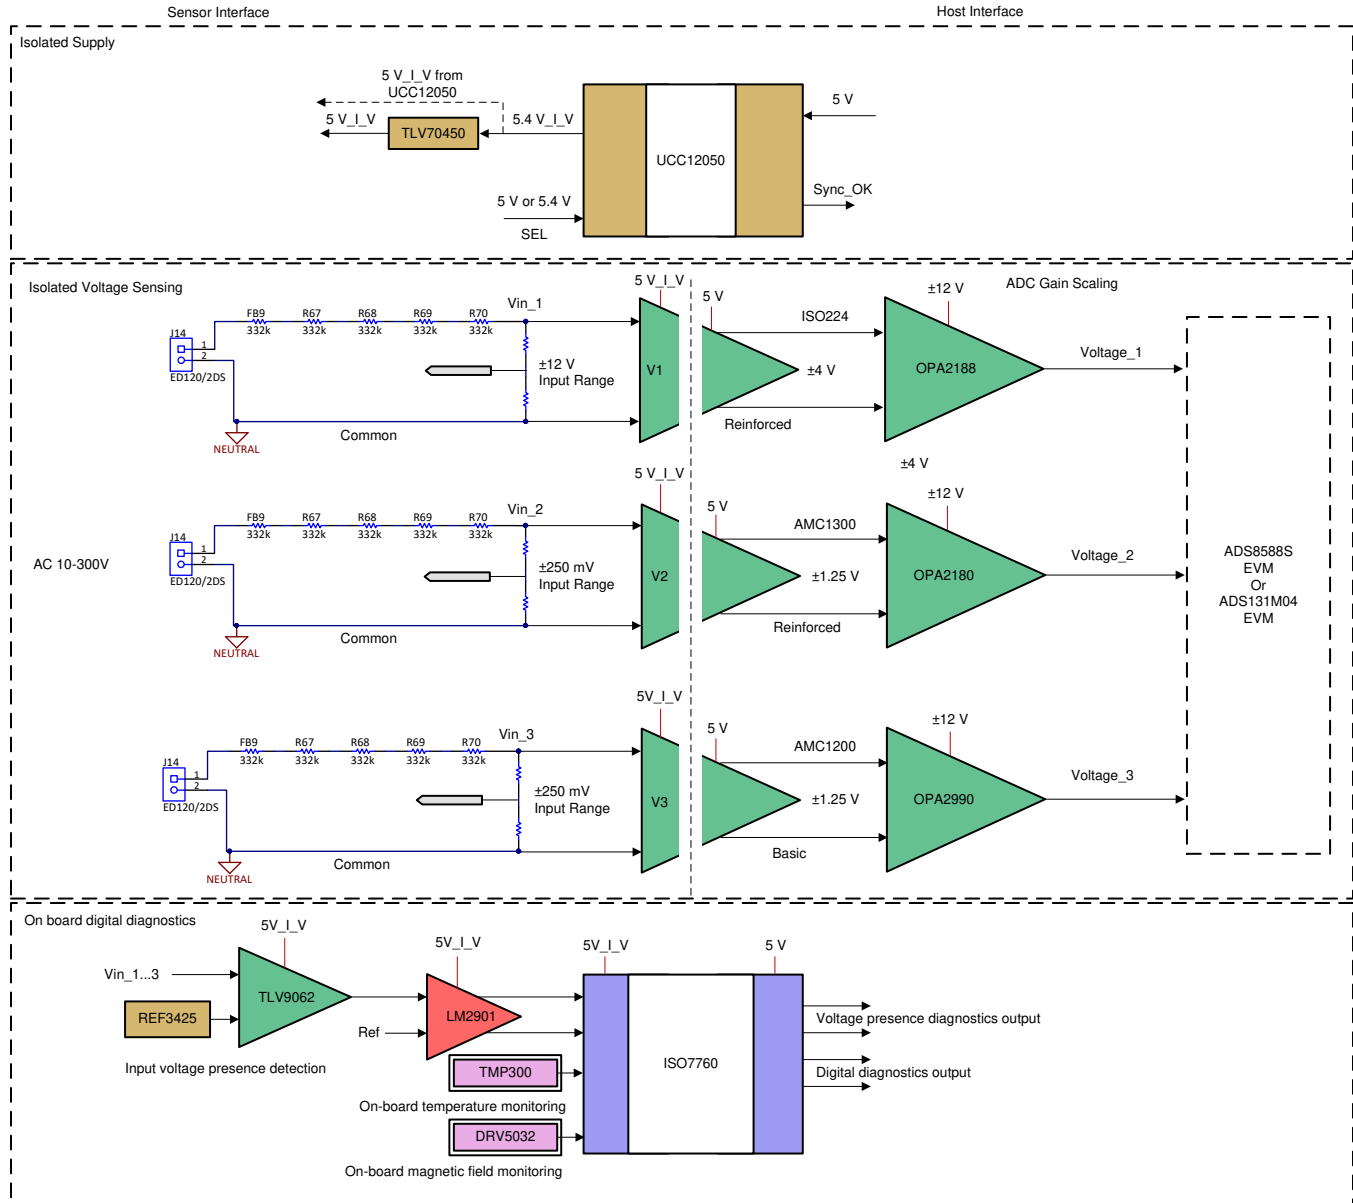 Sensor Interface
Host Interface
Isolated Supply
5 V_I_V from
UCC12050
5 V_I_V
TLV70450
5.4 V_I_V
UCC12050
5 V
Sync_OK
5 V or 5.4 V
SEL
Isolated Voltage Sensing
ADC Gain Scaling
5 V_I_V
5 V
±12 V
Vin_1
ISO224
FB9
R67
R68
R69
R70
332k
332k
332k
332k
332k
J14
1
2
ED120/2DS
±12 V
Input Range
V1
±4 V
OPA2188
Voltage_1
Reinforced
Common
NEUTRAL
±4 V
5 V_I_V
5 V
±12 V
Vin_2
AMC1300
FB9
R67
R68
R69
R70
332k
332k
332k
332k
332k
J14
1
2
ED120/2DS
AC 10-300V
±250 mV
Input Range
V2
±1.25 V
OPA2180
Voltage_2
Reinforced
Common
NEUTRAL
ADS8588S
EVM
Or
ADS131M04
EVM
5V_I_V
5 V
±12 V
Vin_3
AMC1200
FB9
R67
R68
R69
R70
332k
332k
332k
332k
332k
J14
1
2
ED120/2DS
±250 mV
Input Range
V3
±1.25 V
OPA2990
Voltage_3
Basic
Common
NEUTRAL
On board digital diagnostics
5V_I_V
5V_I_V
5V_I_V
5 V
Vin_1...3
TLV9062
REF3425
LM2901
Ref
Input voltage presence detection
TMP300
On-board temperature monitoring
DRV5032
On-board magnetic field monitoring
ISO7760
Voltage presence diagnostics output
Digital diagnostics output